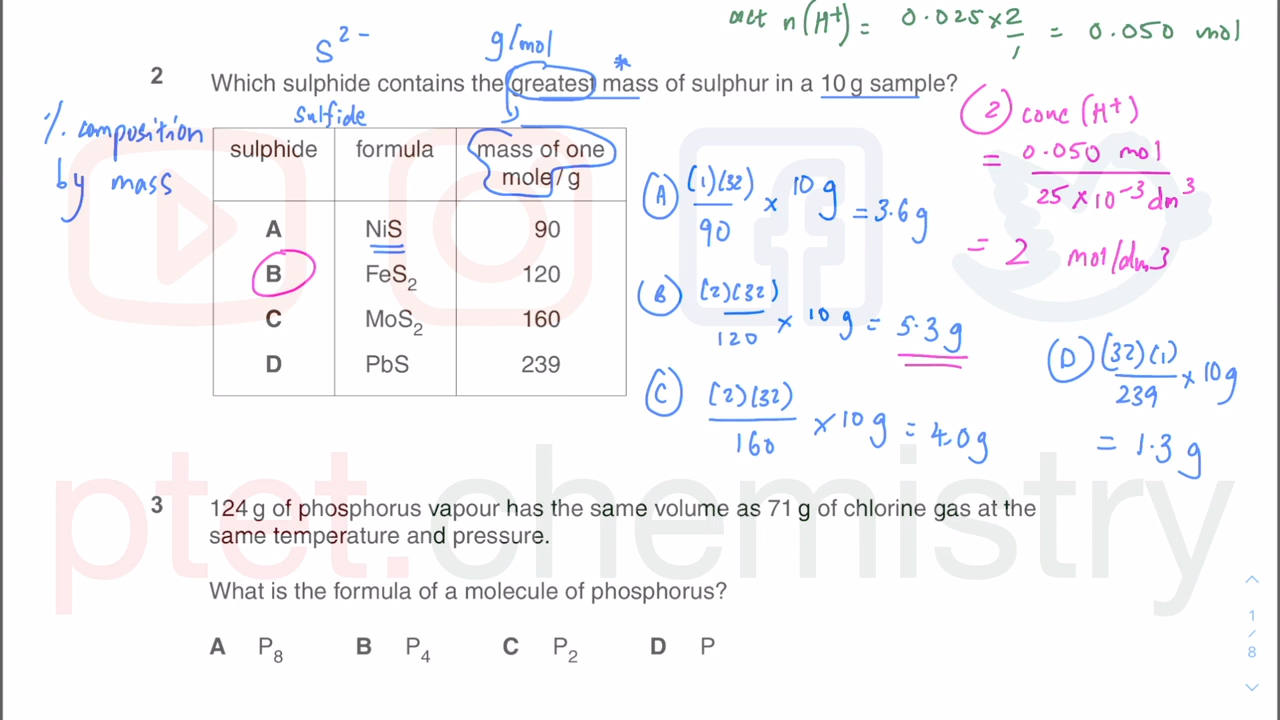 act n(H⁺) = 0.025 × 2/1 = 0.050 mol
S²⁻
g/mol
*
2 Which sulphide contains the greatest mass of sulphur in a 10 g sample?
sulfide
% composition
by mass
sulphide formula mass of one mole / g
A NiS 90
B FeS₂ 120
C MoS₂ 160
D PbS 239
(A) (1)(32)/90 × 10 g = 3.6 g
(B) (2)(32)/120 × 10 g = 5.3 g
(C) (2)(32)/160 × 10 g = 4.0 g
(2) conc (H⁺)
= 0.050 mol / 25 × 10⁻³ dm³
= 2 mol/dm3
(D) (32)(1)/239 × 10 g
= 1.3 g
ptet.chemistry
3 124 g of phosphorus vapour has the same volume as 71 g of chlorine gas at the
same temperature and pressure.
What is the formula of a molecule of phosphorus?
A P₈ B P₄ C P₂ D P
1
/
8